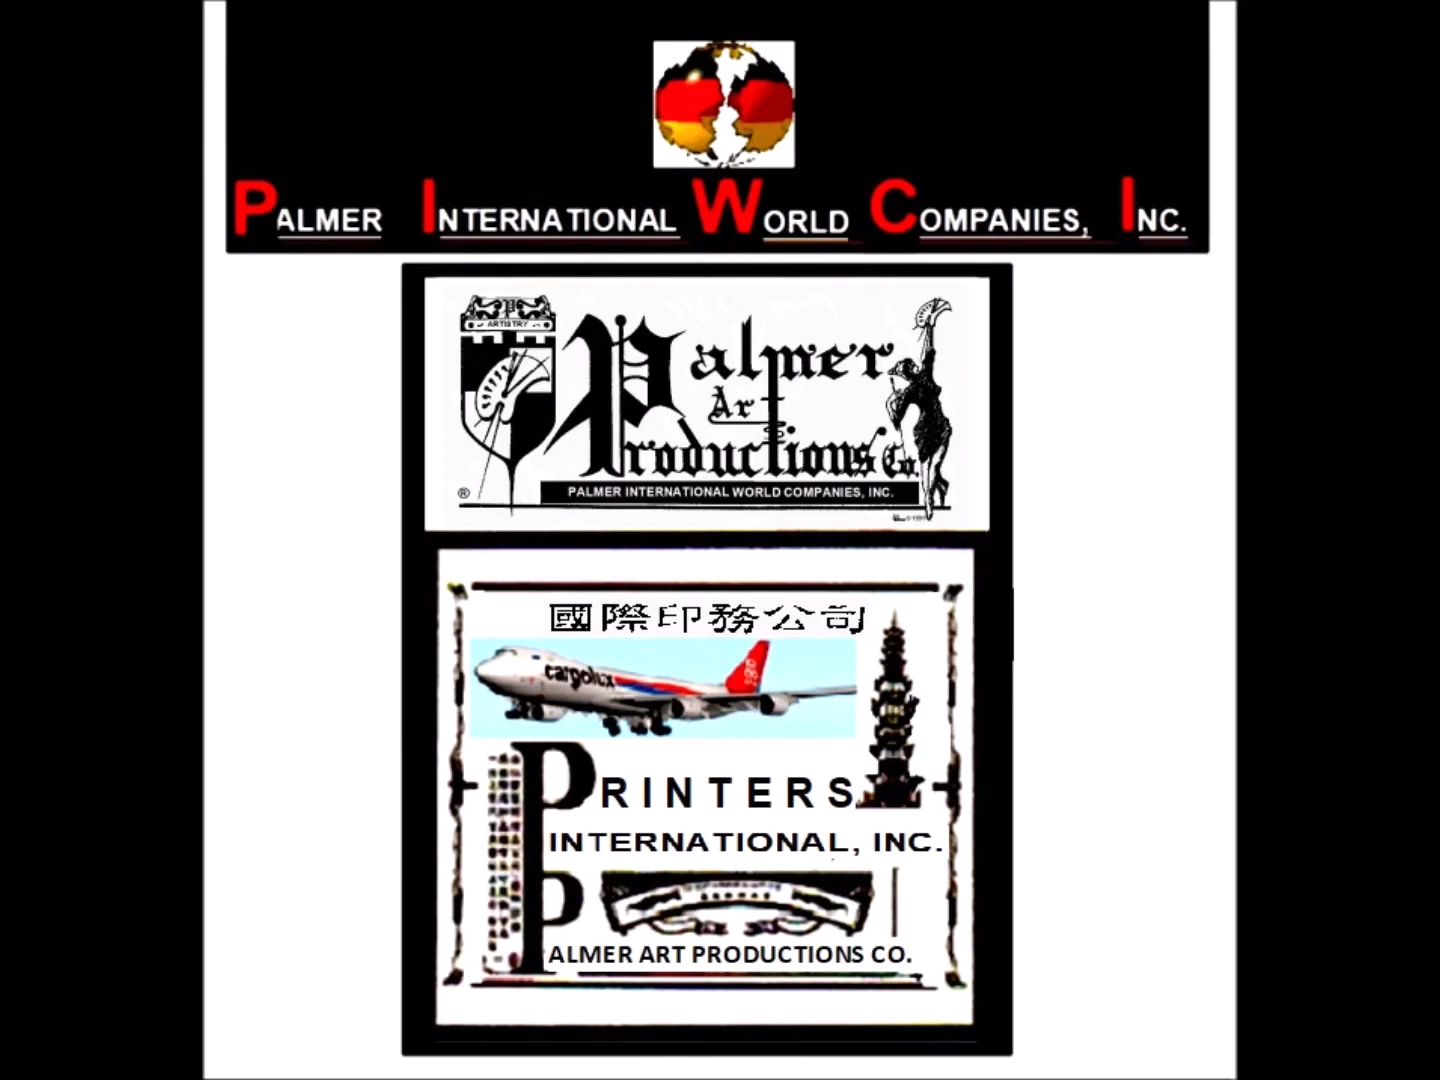 PALMER INTERNATIONAL WORLD COMPANIES, INC.
P
ARTISTRY
Palmer
Art
Productions Co.
PALMER INTERNATIONAL WORLD COMPANIES, INC.
®
國際印務公司
cargolux
PRINTERS
INTERNATIONAL, INC.
PALMER ART PRODUCTIONS CO.